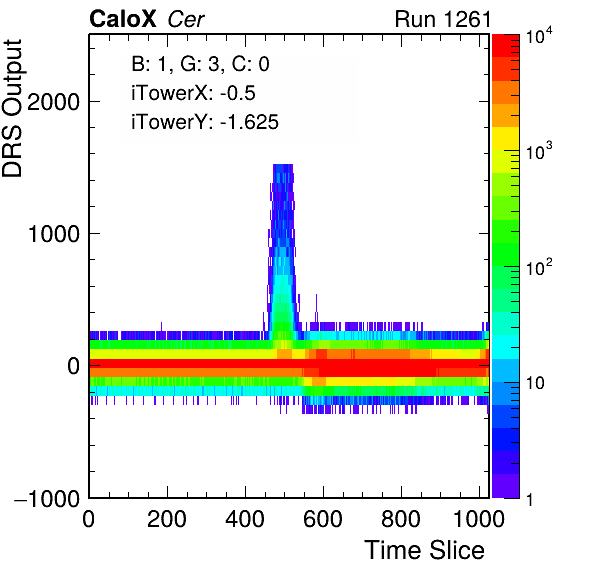 CaloX Cer Run 1261
B: 1, G: 3, C: 0
iTowerX: -0.5
iTowerY: -1.625
DRS Output
2000
1000
0
−1000
0 200 400 600 800 1000
Time Slice
10^4
10^3
10^2
10
1